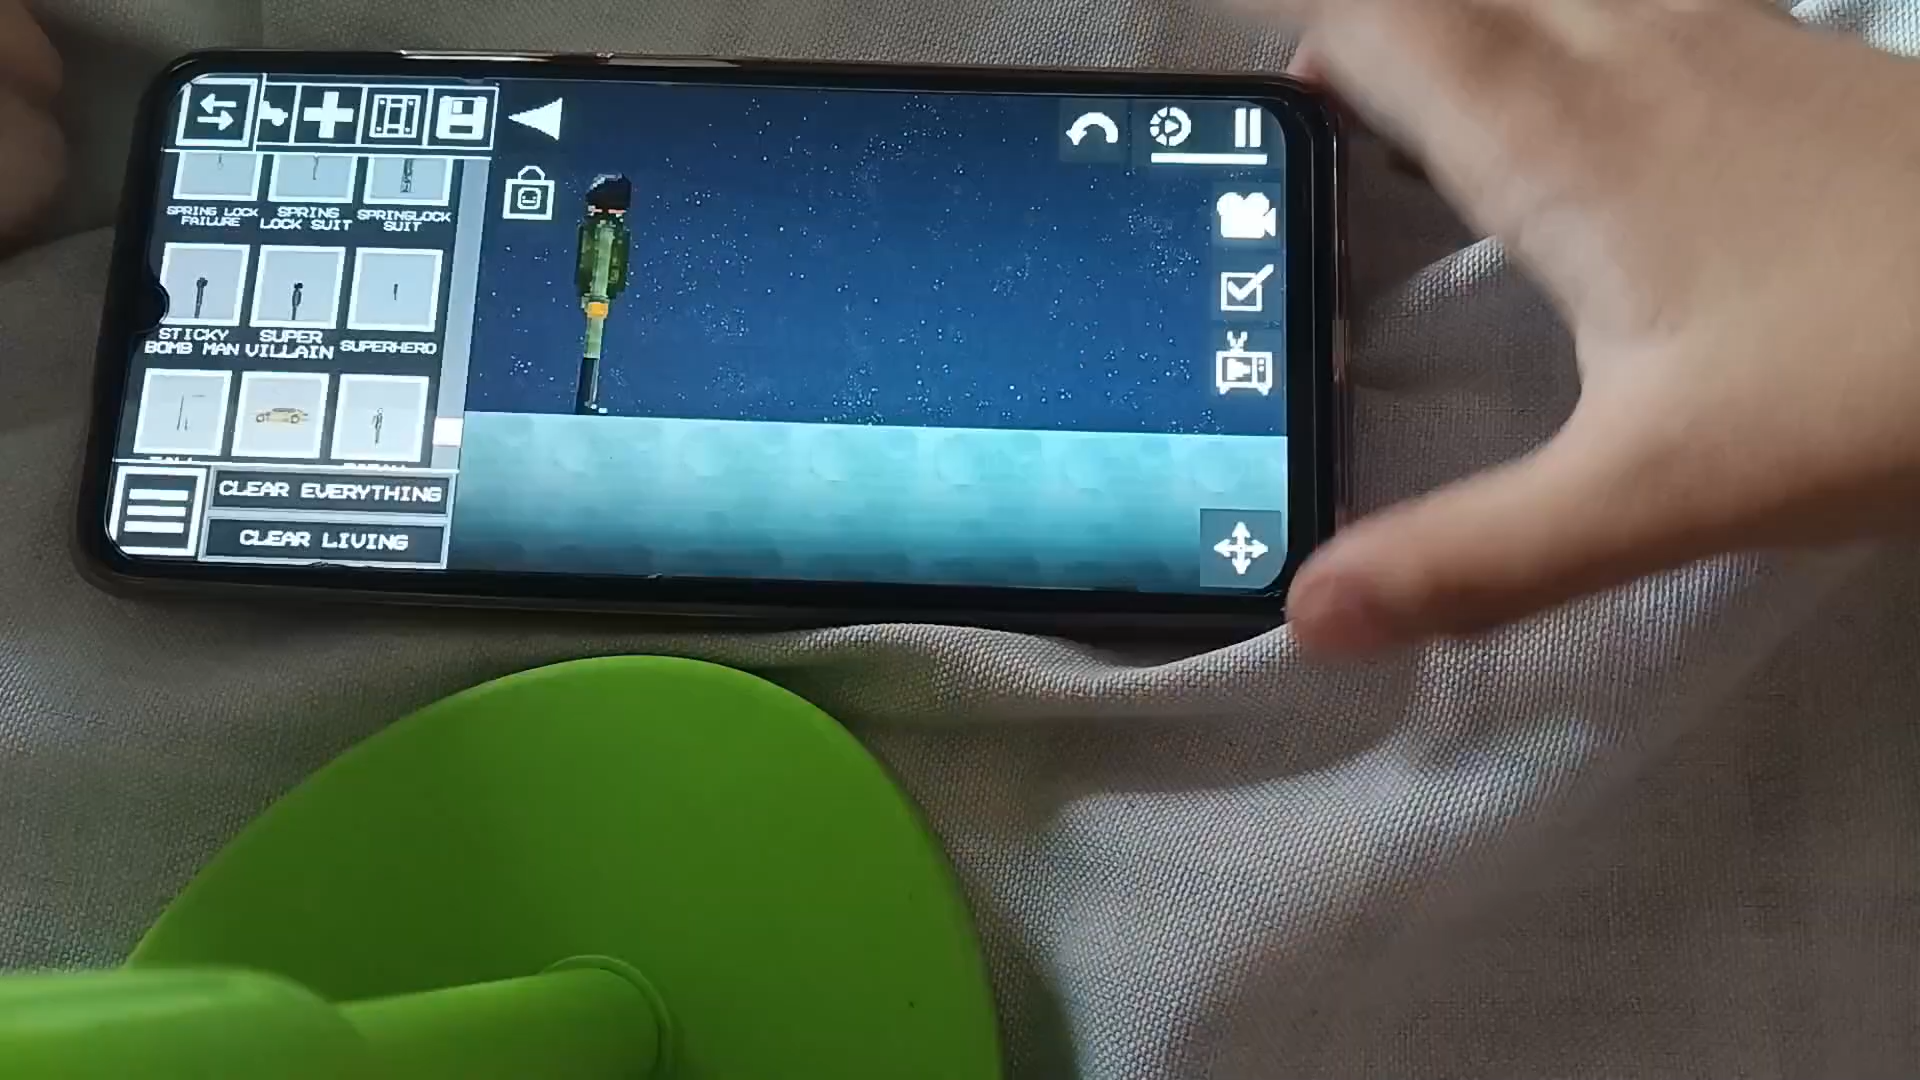 SPRING LOCK
FAILURE
SPRING
LOCK SUIT
SPRINGLOCK
SUIT
STICKY
BOMB MAN
SUPER
VILLAIN
SUPERHERO
CLEAR EVERYTHING
CLEAR LIVING